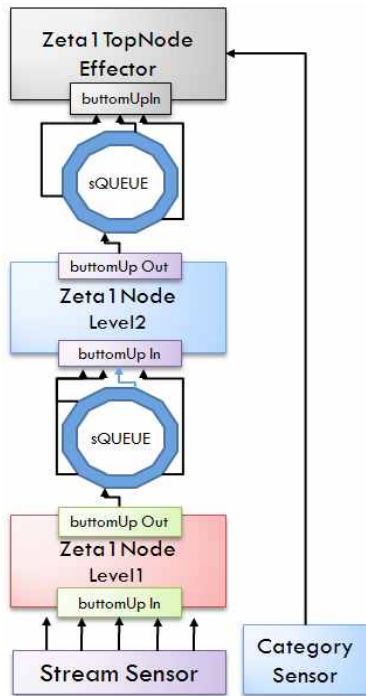 Zeta1TopNode
Effector
buttomUpIn
sQUEUE
buttomUp Out
Zeta1Node
Level2
buttomUp In
sQUEUE
buttomUp Out
Zeta1Node
Level1
buttomUp In
Stream Sensor
Category
Sensor